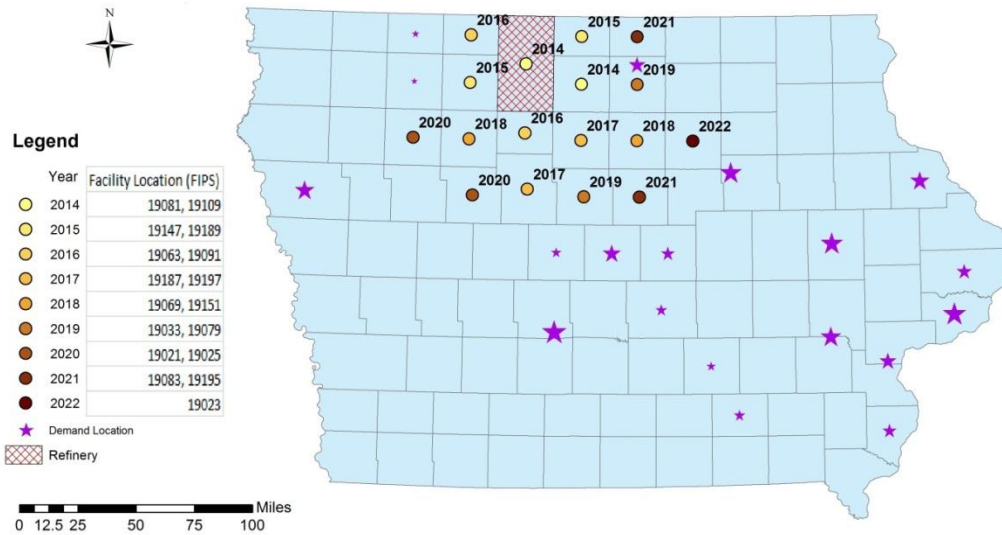 N
2016
2015
2021
2014
2015
2014
2019
2016
2020
2018
2017
2018
2022
2020
2017
2019
2021
Legend
Year Facility Location (FIPS)
2014 19081, 19109
2015 19147, 19189
2016 19063, 19091
2017 19187, 19197
2018 19069, 19151
2019 19033, 19079
2020 19021, 19025
2021 19083, 19195
2022 19023
Demand Location
Refinery
Miles
0 12.5 25 50 75 100